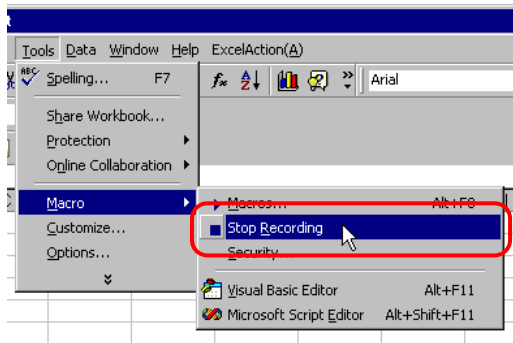 Tools Data Window Help ExcelAction(A)
Spelling... F7
Arial
Share Workbook...
Protection
Online Collaboration
Macro
Macros... Alt+F8
Customize...
Stop Recording
Options...
Security...
Visual Basic Editor Alt+F11
Microsoft Script Editor Alt+Shift+F11